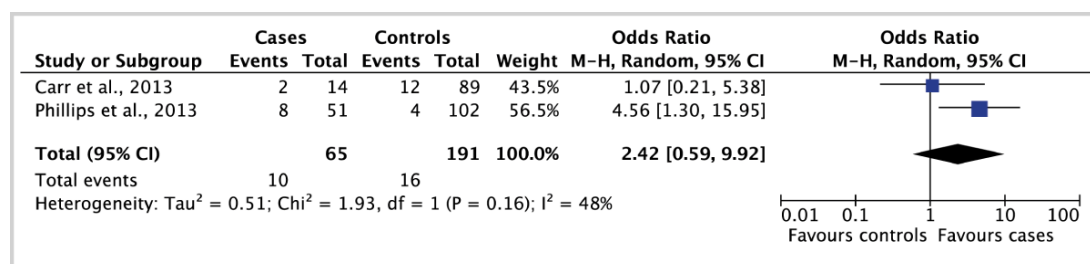 Cases Controls Odds Ratio Odds Ratio
Study or Subgroup Events Total Events Total Weight M-H, Random, 95% CI M-H, Random, 95% CI
Carr et al., 2013 2 14 12 89 43.5% 1.07 [0.21, 5.38]
Phillips et al., 2013 8 51 4 102 56.5% 4.56 [1.30, 15.95]
Total (95% CI) 65 191 100.0% 2.42 [0.59, 9.92]
Total events 10 16
Heterogeneity: Tau² = 0.51; Chi² = 1.93, df = 1 (P = 0.16); I² = 48%
0.01 0.1 1 10 100
Favours controls Favours cases